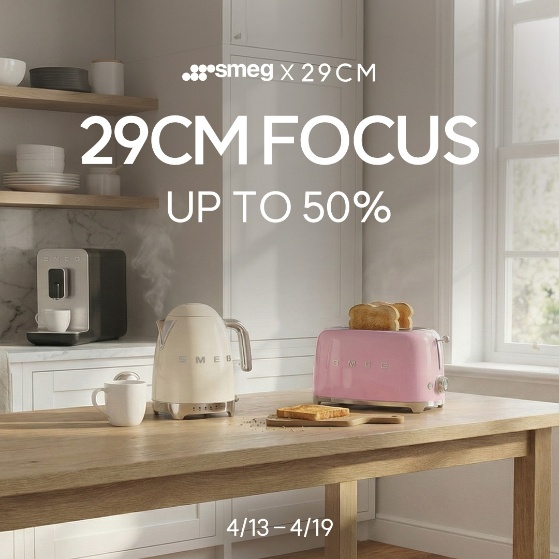 smeg X 29CM
29CM FOCUS
UP TO 50%
SMEG
SMEG
4/13 – 4/19